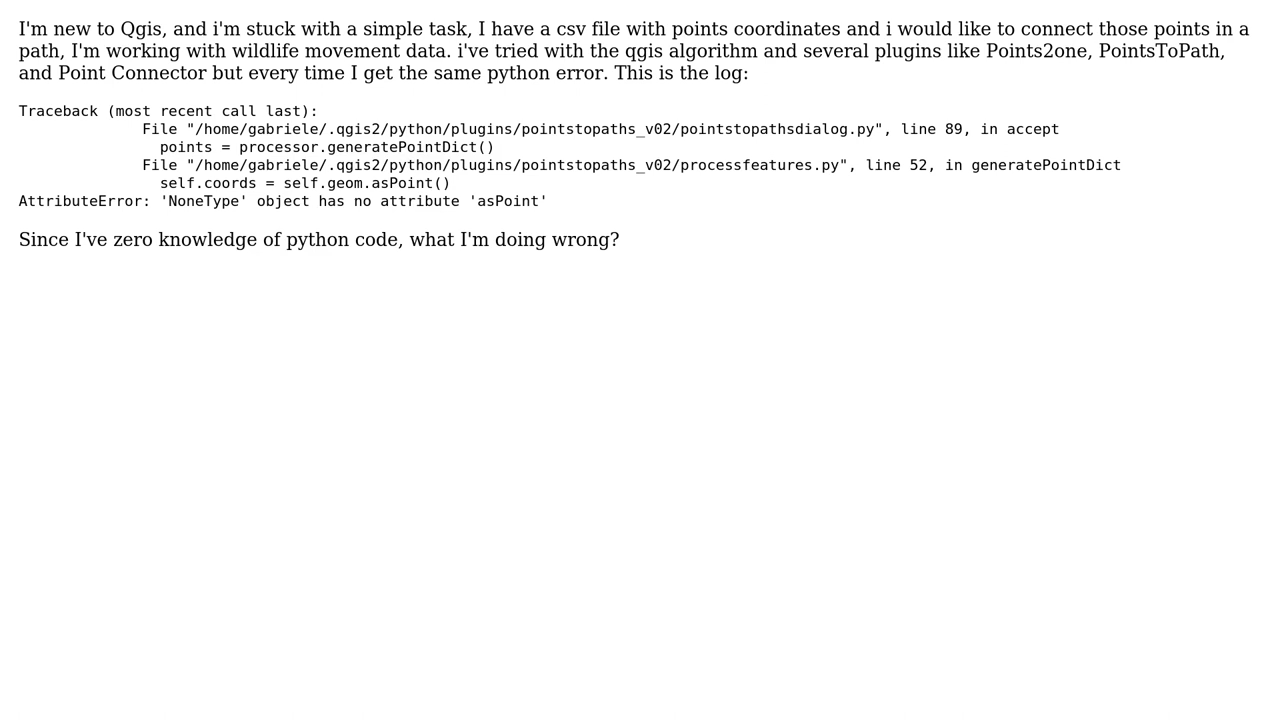 I'm new to Qgis, and i'm stuck with a simple task, I have a csv file with points coordinates and i would like to connect those points in a
path, I'm working with wildlife movement data. i've tried with the qgis algorithm and several plugins like Points2one, PointsToPath,
and Point Connector but every time I get the same python error. This is the log:
Traceback (most recent call last):
File "/home/gabriele/.qgis2/python/plugins/pointstopaths_v02/pointstopathsdialog.py", line 89, in accept
points = processor.generatePointDict()
File "/home/gabriele/.qgis2/python/plugins/pointstopaths_v02/processfeatures.py", line 52, in generatePointDict
self.coords = self.geom.asPoint()
AttributeError: 'NoneType' object has no attribute 'asPoint'
Since I've zero knowledge of python code, what I'm doing wrong?